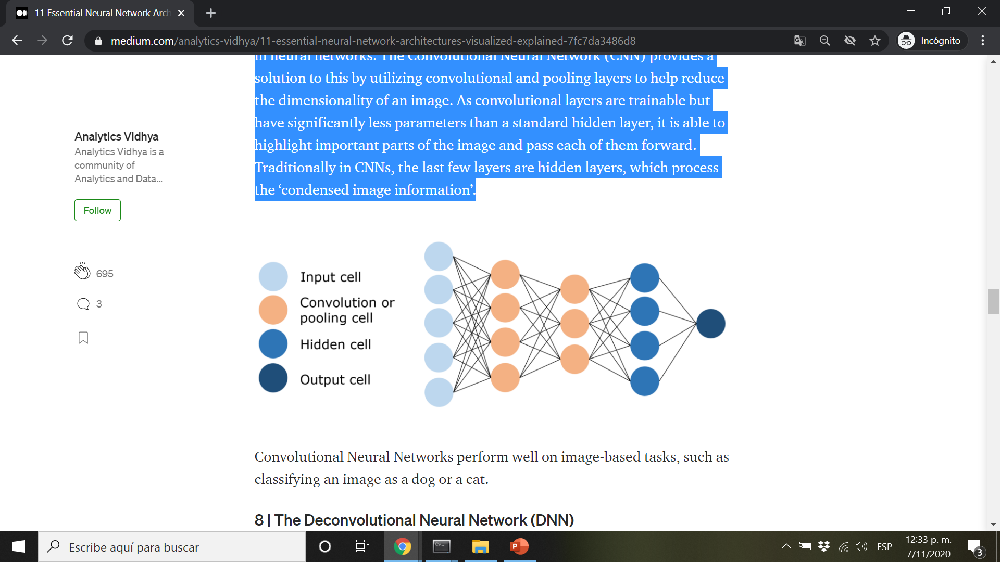 11 Essential Neural Network Arch
medium.com/analytics-vidhya/11-essential-neural-network-architectures-visualized-explained-7fc7da3486d8
Incógnito
in neural networks. The Convolutional Neural Network (CNN) provides a
solution to this by utilizing convolutional and pooling layers to help reduce
the dimensionality of an image. As convolutional layers are trainable but
have significantly less parameters than a standard hidden layer, it is able to
highlight important parts of the image and pass each of them forward.
Traditionally in CNNs, the last few layers are hidden layers, which process
the ‘condensed image information’.
Analytics Vidhya
Analytics Vidhya is a
community of
Analytics and Data...
Follow
695
3
Input cell
Convolution or
pooling cell
Hidden cell
Output cell
Convolutional Neural Networks perform well on image-based tasks, such as
classifying an image as a dog or a cat.
8 | The Deconvolutional Neural Network (DNN)
Escribe aquí para buscar
ESP
12:33 p. m.
7/11/2020
3